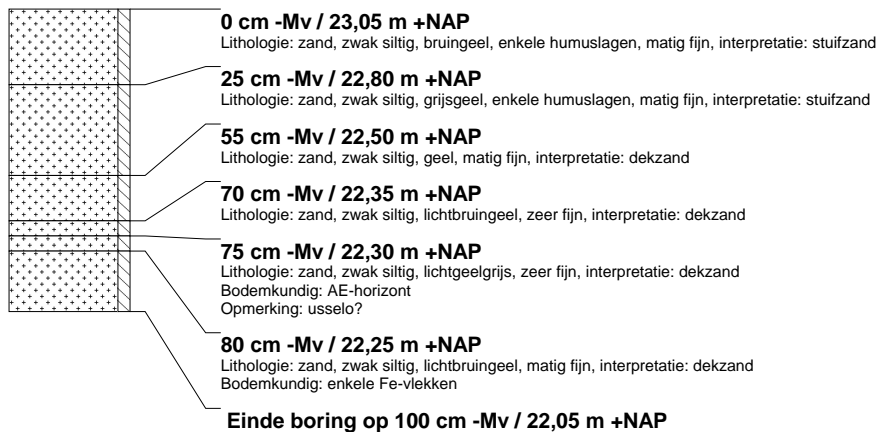 0 cm -Mv / 23,05 m +NAP
Lithologie: zand, zwak siltig, bruingeel, enkele humuslagen, matig fijn, interpretatie: stuifzand
25 cm -Mv / 22,80 m +NAP
Lithologie: zand, zwak siltig, grijsgeel, enkele humuslagen, matig fijn, interpretatie: stuifzand
55 cm -Mv / 22,50 m +NAP
Lithologie: zand, zwak siltig, geel, matig fijn, interpretatie: dekzand
70 cm -Mv / 22,35 m +NAP
Lithologie: zand, zwak siltig, lichtbruingeel, zeer fijn, interpretatie: dekzand
75 cm -Mv / 22,30 m +NAP
Lithologie: zand, zwak siltig, lichtgeelgrijs, zeer fijn, interpretatie: dekzand
Bodemkundig: AE-horizont
Opmerking: usselo?
80 cm -Mv / 22,25 m +NAP
Lithologie: zand, zwak siltig, lichtbruingeel, matig fijn, interpretatie: dekzand
Bodemkundig: enkele Fe-vlekken
Einde boring op 100 cm -Mv / 22,05 m +NAP